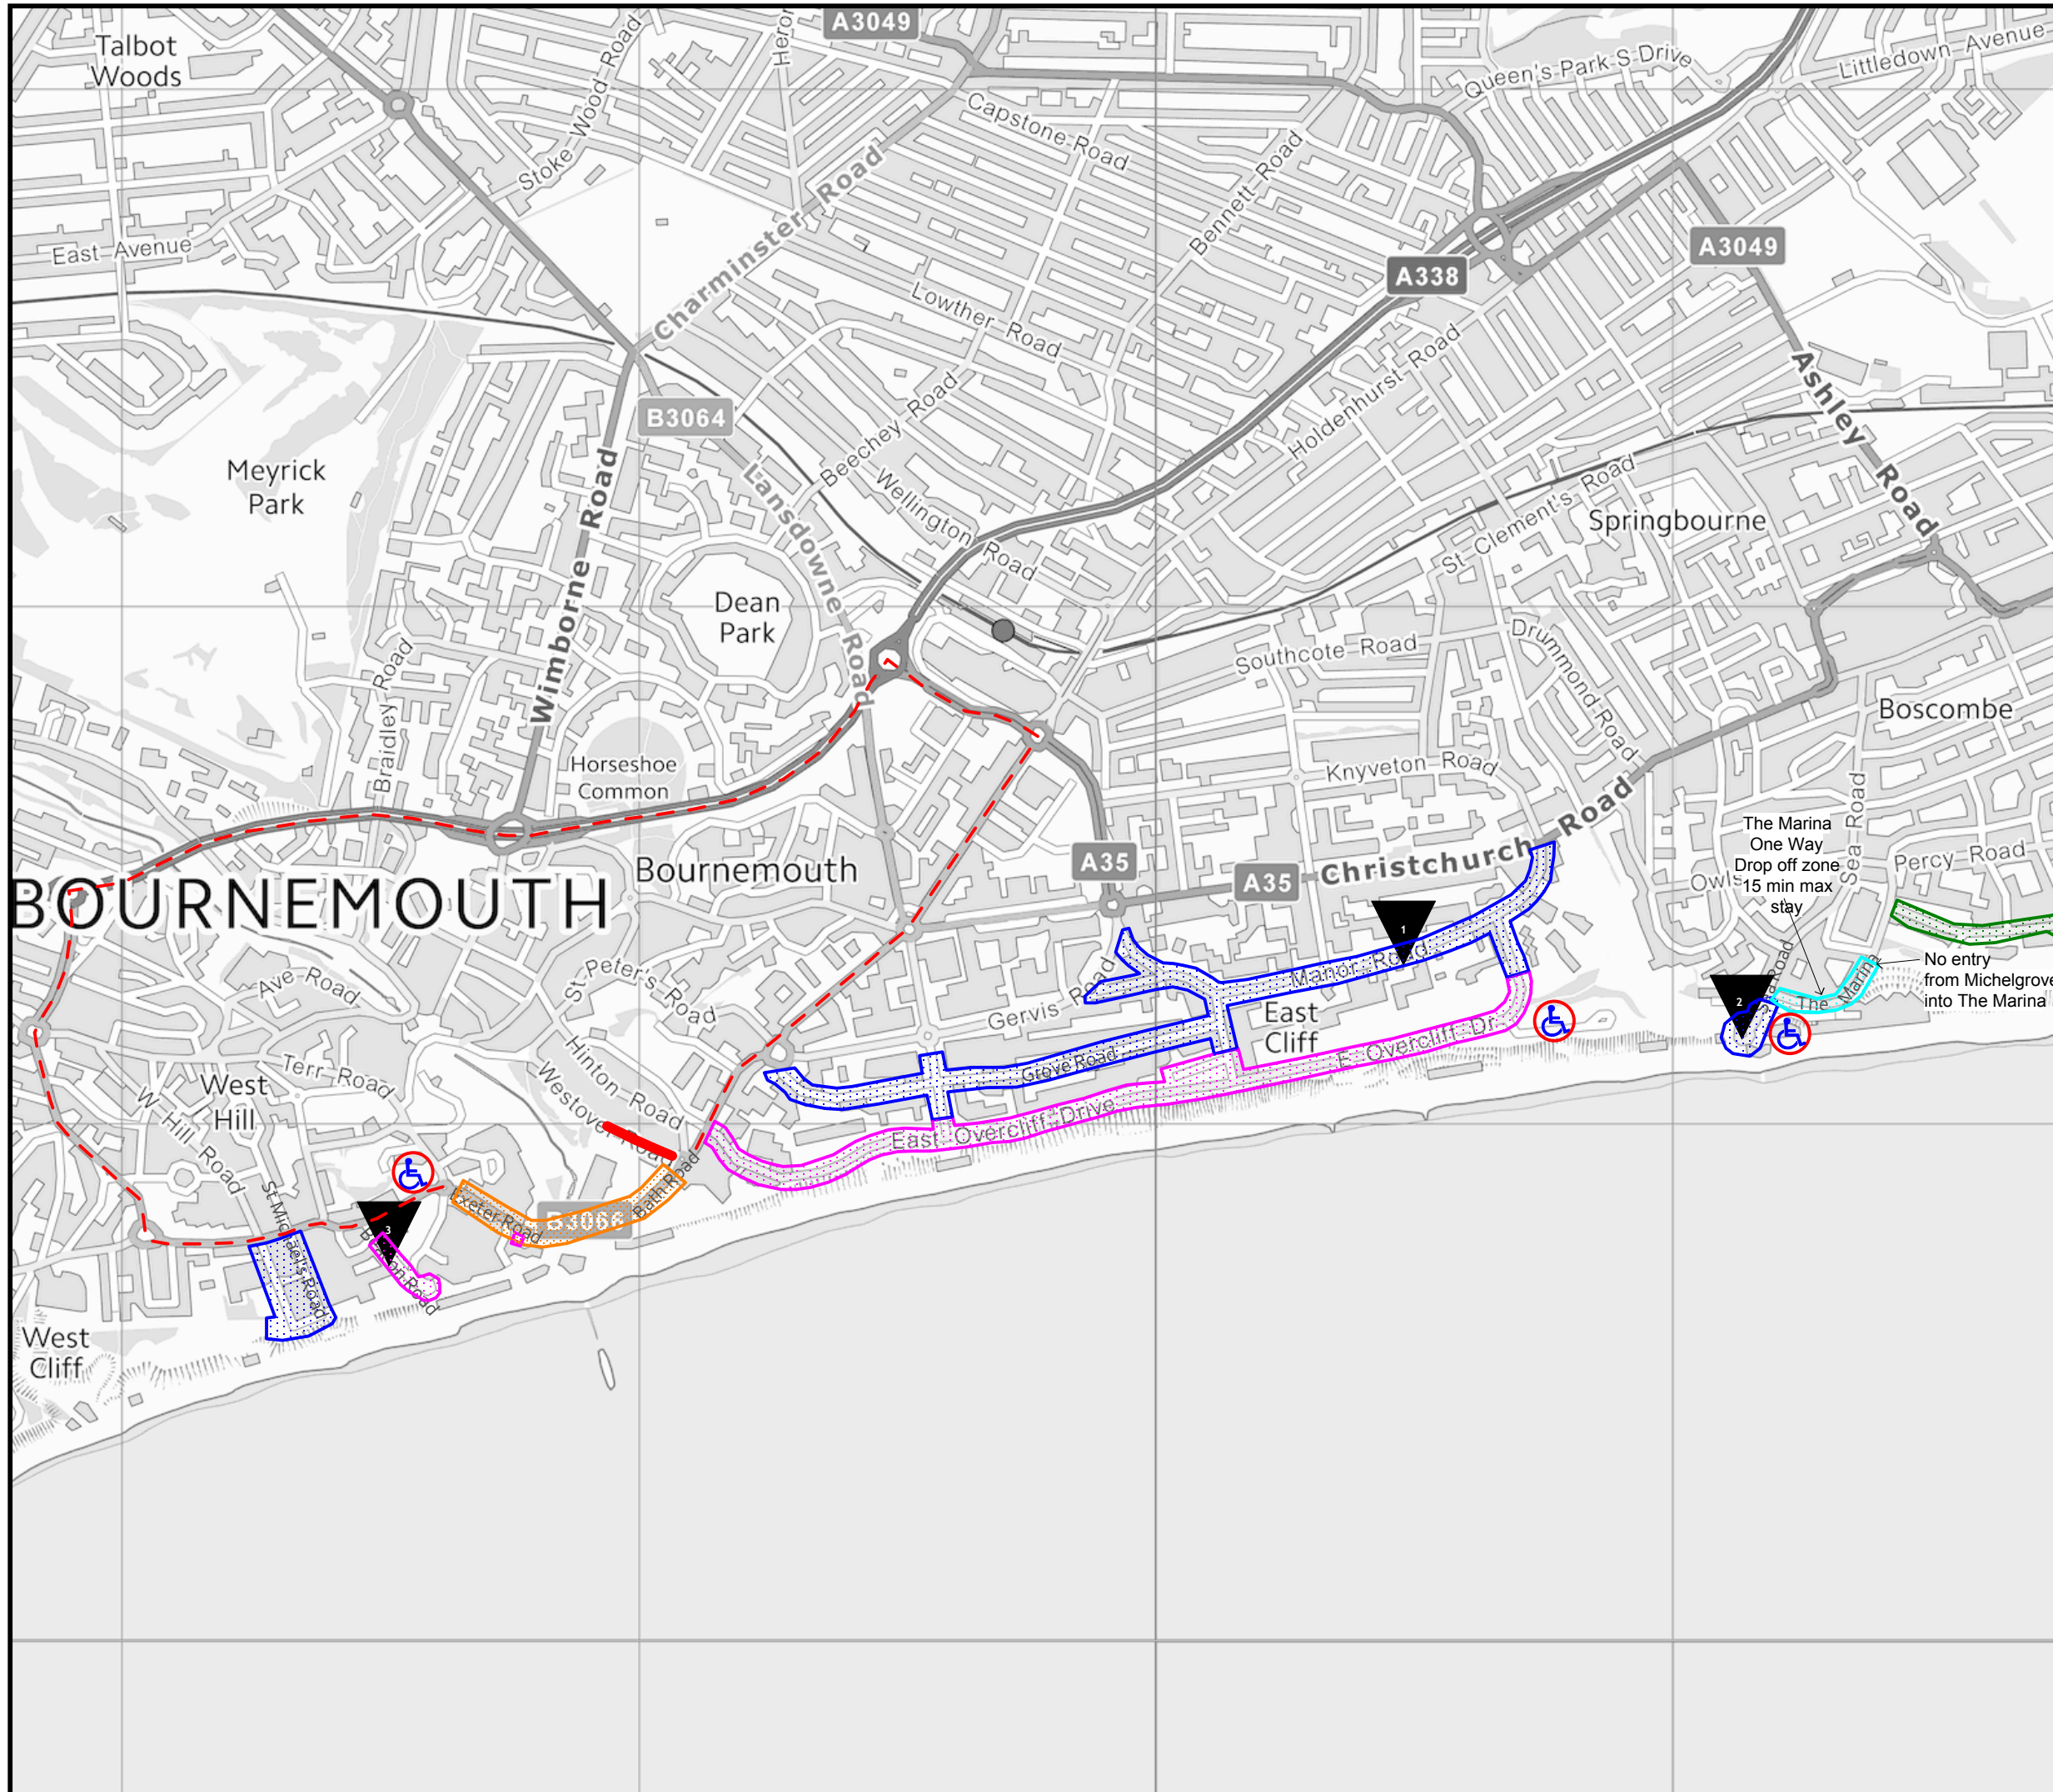 Talbot
Woods
A3049
Stoke Wood Road
Heron
Capstone Road
Queen's Park S Drive
Littledown Avenue
East Avenue
Charminster Road
Bennett Road
A3049
A338
Lowther Road
Holdenhurst Road
Ashley Road
B3064
Beechey Road
Meyrick
Park
Wimborne Road
Lansdowne Road
Wellington Road
St Clement's Road
Springbourne
Dean
Park
Bradley Road
Southcote Road
Drummond Road
Boscombe
Horseshoe
Common
Knyveton Road
Christchurch Road
The Marina
One Way
Drop off zone
15 min max
stay
Sea Road
Percy Road
Owls
BOURNEMOUTH
Bournemouth
A35
A35
1
Manor Road
Ave Road
St Peter's Road
Gervis Road
East
Cliff
2
Sea Road
The Marina
No entry
from Michelgrove
into The Marina
E Overcliff Dr
Grove Road
Hinton Road
Westover Road
Terr Road
West
Hill
W Hill Road
East Overcliff Drive
St Michael's Road
3
Exeter Road
B3066
Bath Road
West
Cliff